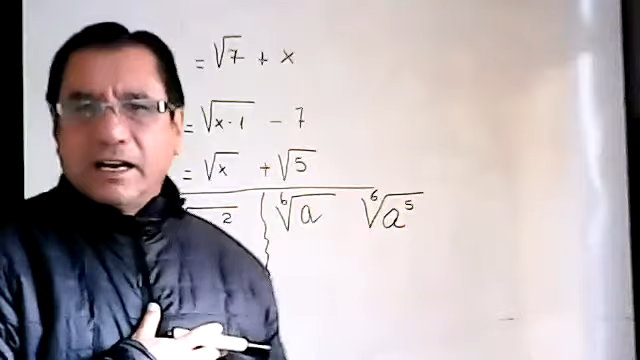 = √7 + x
= √x - 1 - 7
= √x + √5
2 ⁶√a ⁶√a⁵